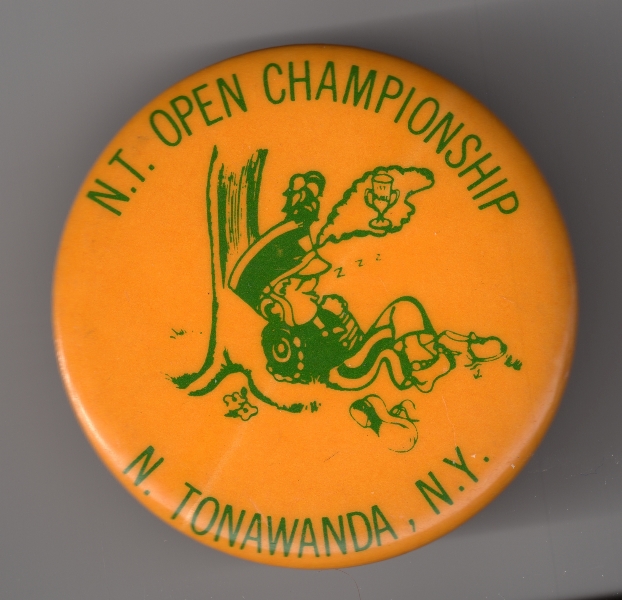 N.T. OPEN CHAMPIONSHIP
z z z z
N. TONAWANDA, N.Y.